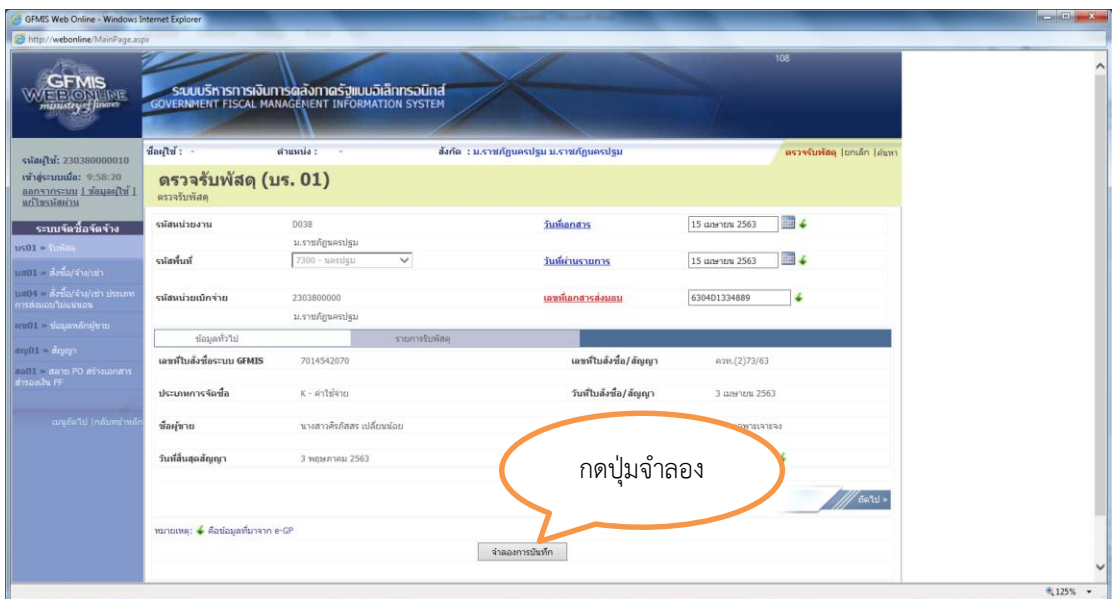 GFMIS Web Online - Windows Internet Explorer
http://webonline/MainPage.aspx
108
GFMIS
WEB ONLINE
ministry of finance
ระบบบริหารการเงินการคลังภาครัฐแบบอิเล็กทรอนิกส์
GOVERNMENT FISCAL MANAGEMENT INFORMATION SYSTEM
รหัสผู้ใช้: 230380000010
เข้าสู่ระบบเมื่อ: 9:58:20
ออกจากระบบ | ข้อมูลผู้ใช้ |
แก้ไขรหัสผ่าน
ชื่อผู้ใช้ : - ตำแหน่ง : - สังกัด : ม.ราชภัฏนครปฐม ม.ราชภัฏนครปฐม
ตรวจรับพัสดุ |ยกเลิก |ค้นหา
ตรวจรับพัสดุ (บร. 01)
ตรวจรับพัสดุ
ระบบจัดซื้อจัดจ้าง
บร01 » รับพัสดุ
บส01 » สั่งซื้อ/จ้าง/เช่า
บส04 » สั่งซื้อ/จ้าง/เช่า ประเภท
การส่งมอบไม่แน่นอน
ผข01 » ข้อมูลหลักผู้ขาย
สญ01 » สัญญา
สล01 » สลาย PO สร้างเอกสาร
สำรองเงิน PF
เมนูถัดไป |กลับหน้าหลัก
รหัสหน่วยงาน D038 วันที่เอกสาร 15 เมษายน 2563
ม.ราชภัฏนครปฐม
รหัสพื้นที่ 7300 - นครปฐม วันที่ผ่านรายการ 15 เมษายน 2563
รหัสหน่วยเบิกจ่าย 2303800000 เลขที่เอกสารส่งมอบ 6304D1334889
ม.ราชภัฏนครปฐม
ข้อมูลทั่วไป รายการรับพัสดุ
เลขที่ใบสั่งซื้อระบบ GFMIS 7014542070 เลขที่ใบสั่งซื้อ/สัญญา ควท.(2)73/63
ประเภทการจัดซื้อ K - ค่าใช้จ่าย วันที่ใบสั่งซื้อ/สัญญา 3 เมษายน 2563
ชื่อผู้ขาย นางสาวศิรภัสสร เปลี่ยนน้อย
วันที่สิ้นสุดสัญญา 3 พฤษภาคม 2563
กดปุ่มจำลอง
ถัดไป »
หมายเหตุ: คือข้อมูลที่มาจาก e-GP
จำลองการบันทึก
125%